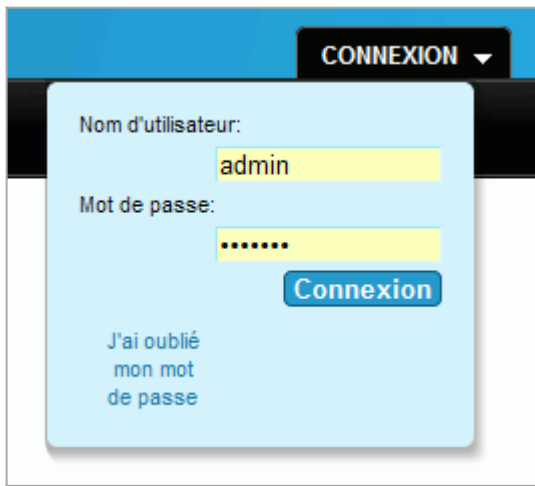 CONNEXION
Nom d'utilisateur:
admin
Mot de passe:
•••••••
Connexion
J'ai oublié
mon mot
de passe